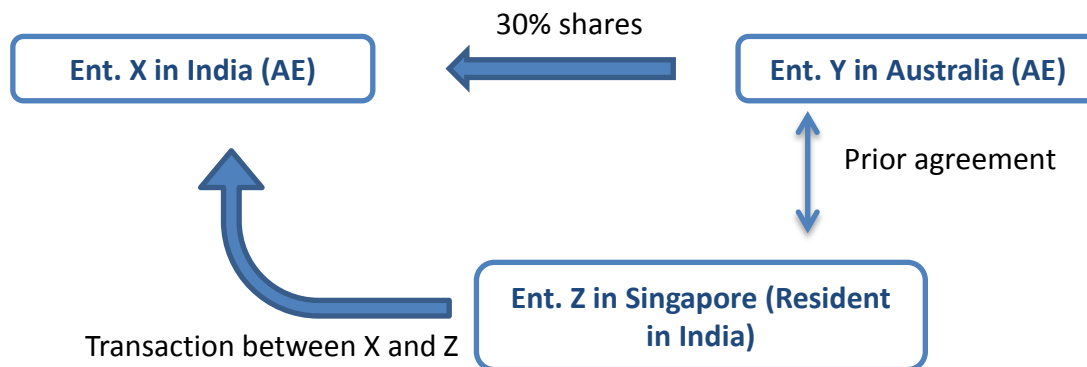 30% shares
Ent. X in India (AE)
Ent. Y in Australia (AE)
Prior agreement
Ent. Z in Singapore (Resident
in India)
Transaction between X and Z